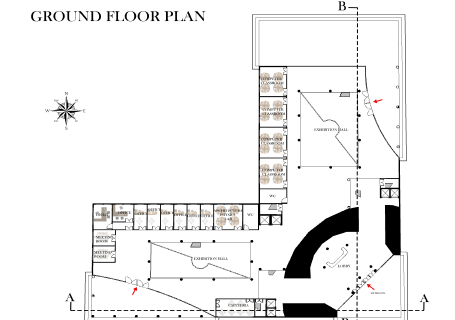 GROUND FLOOR PLAN
B
N
W
E
S
COMPUTER
CLASSROOM
COMPUTER
CLASSROOM
COMPUTER
CLASSROOM
COMPUTER
CLASSROOM
EXHIBITION HALL
WC
WC
MEETING
ROOM
MEETING
ROOM
EXHIBITION HALL
LOBBY
A
A
CAFETERIA
B